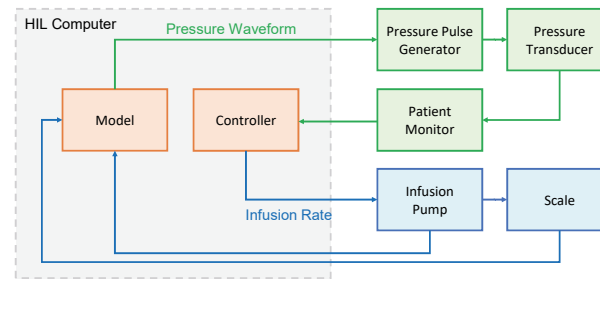 HIL Computer
Pressure Waveform
Pressure Pulse
Generator
Pressure
Transducer
Model
Controller
Patient
Monitor
Infusion Rate
Infusion
Pump
Scale